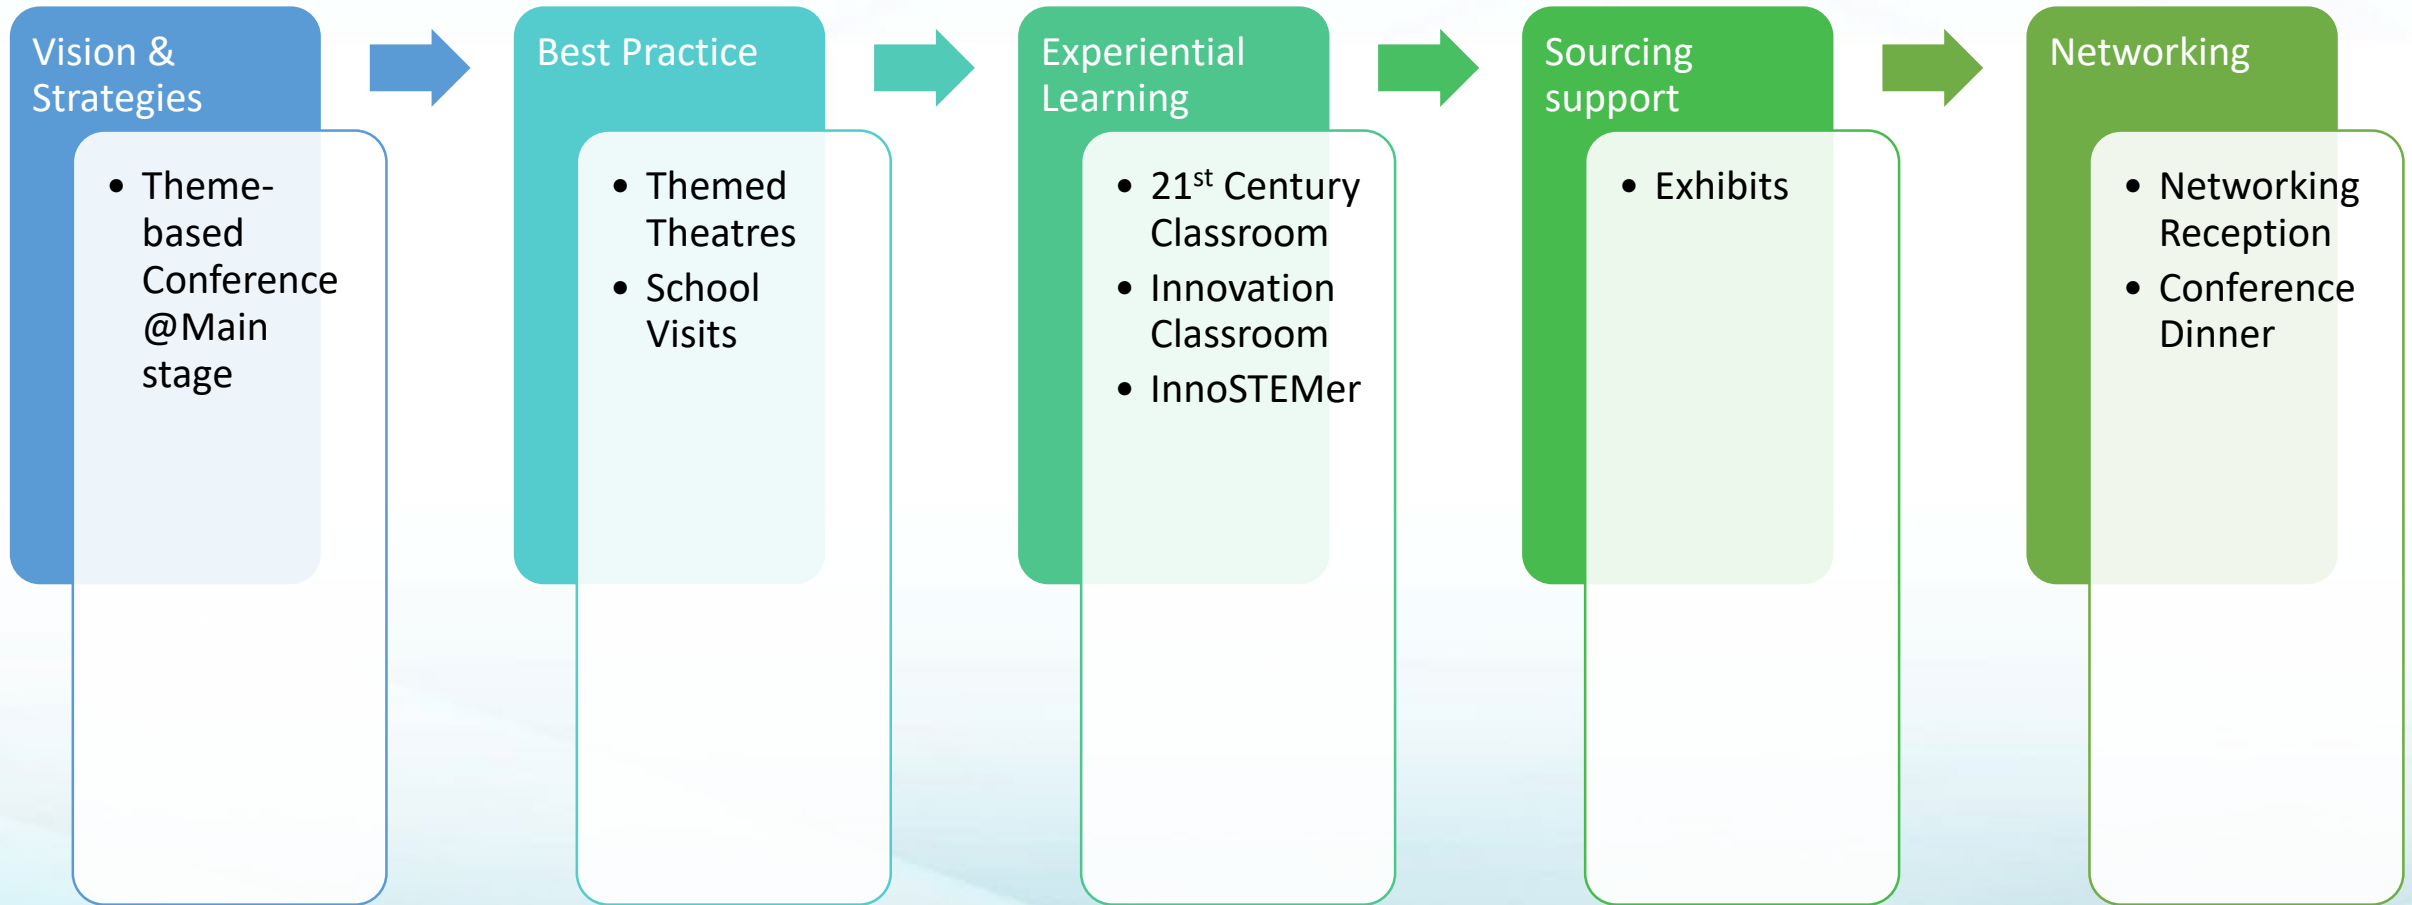 Vision &
Strategies
• Theme-
based
Conference
@Main
stage
Best Practice
• Themed
Theatres
• School
Visits
Experiential
Learning
• 21st Century
Classroom
• Innovation
Classroom
• InnoSTEMer
Sourcing
support
• Exhibits
Networking
• Networking
Reception
• Conference
Dinner